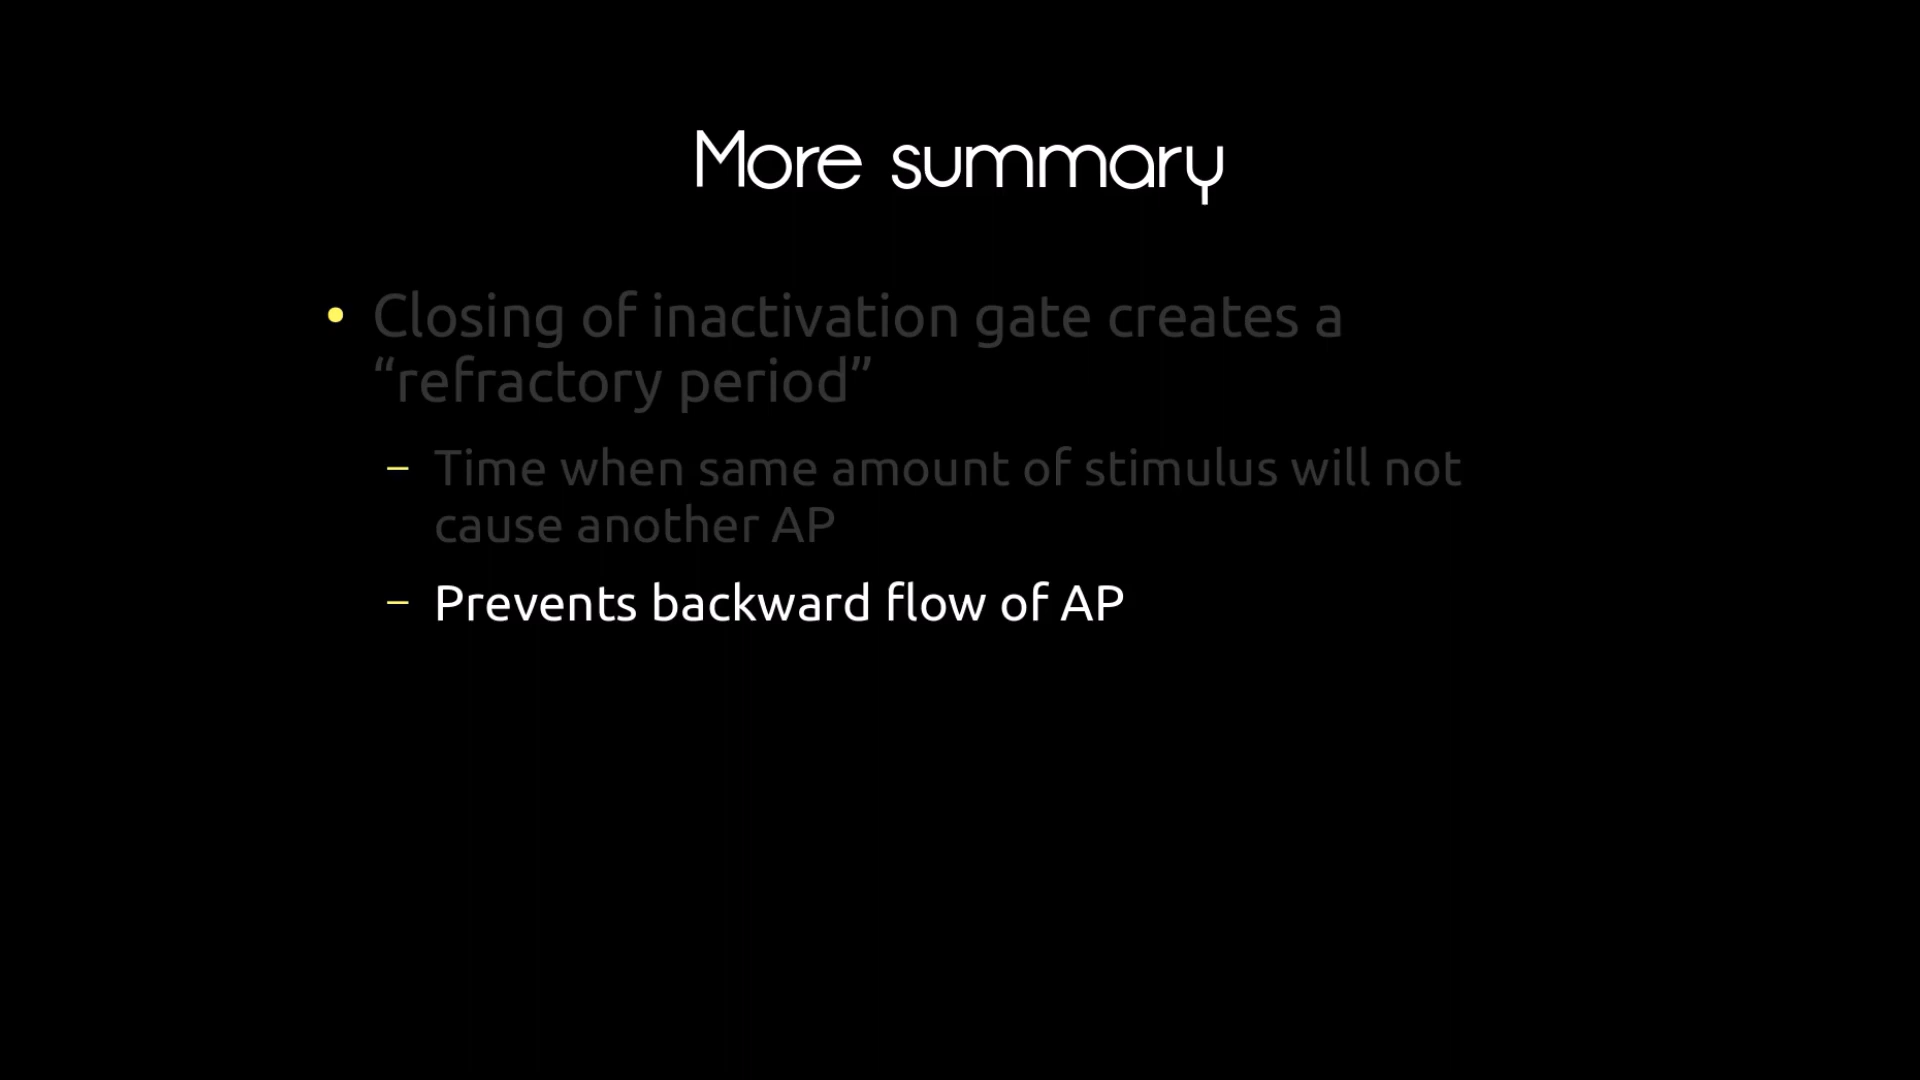 More summary
• Closing of inactivation gate creates a
“refractory period”
– Time when same amount of stimulus will not
cause another AP
– Prevents backward flow of AP